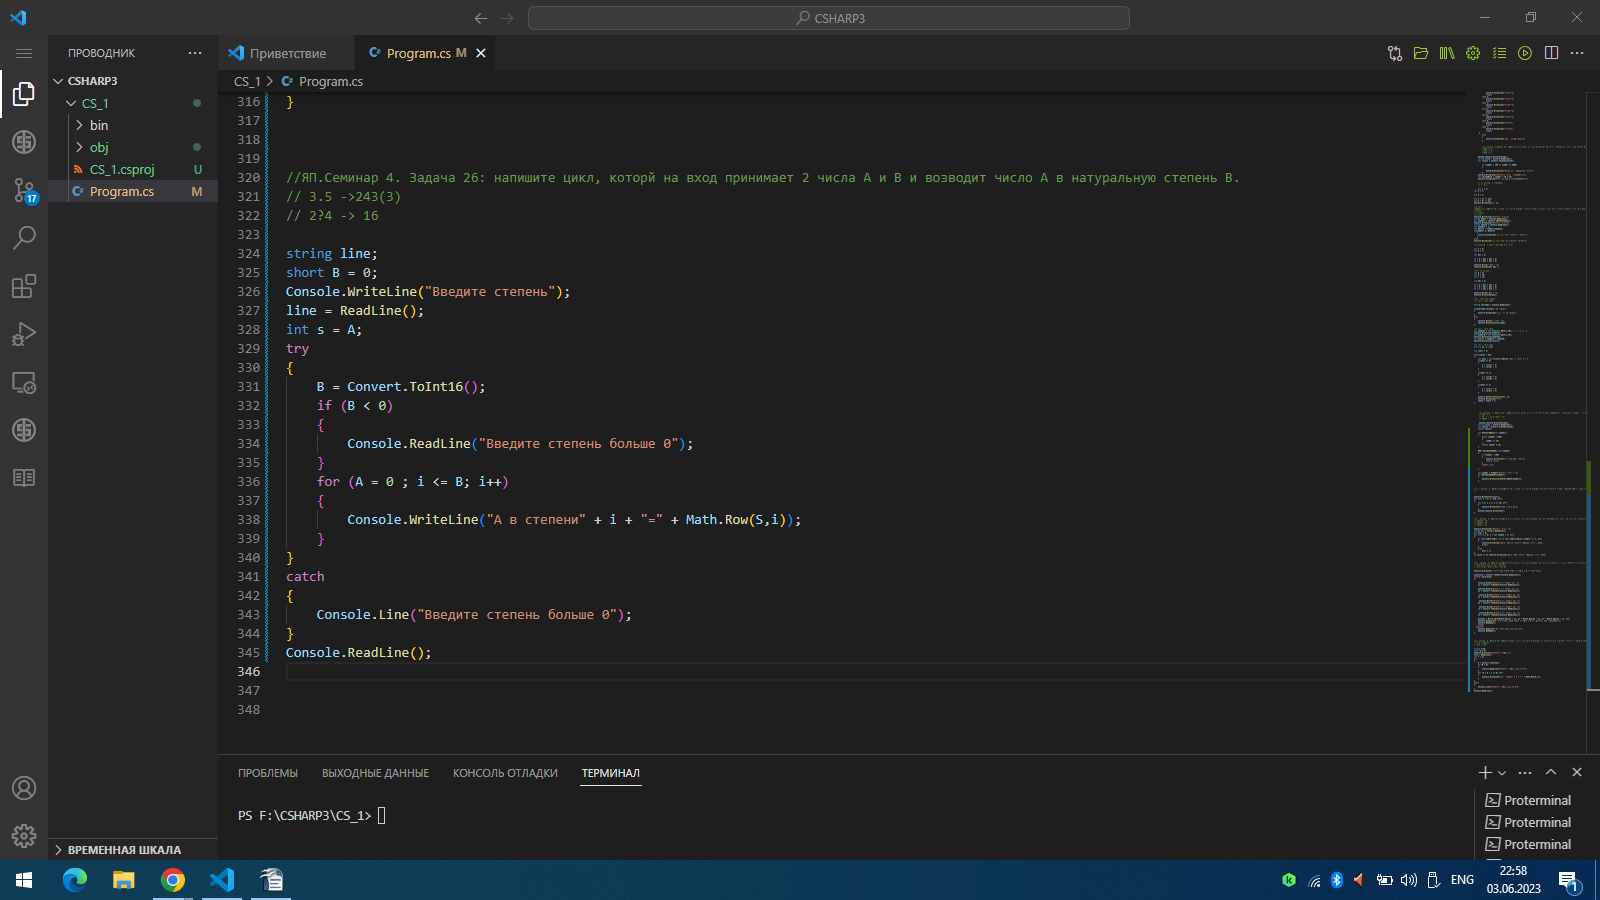 CSHARP3
ПРОВОДНИК
Приветствие
Program.cs M
CSHARP3
CS_1
bin
obj
CS_1.csproj U
Program.cs M
17
CS_1 > Program.cs
316 }
317
318
319
320 //ЯП.Семинар 4. Задача 26: напишите цикл, которй на вход принимает 2 числа А и В и возводит число А в натуральную степень В.
321 // 3.5 ->243(3)
322 // 2?4 -> 16
323
324 string line;
325 short B = 0;
326 Console.WriteLine("Введите степень");
327 line = ReadLine();
328 int s = A;
329 try
330 {
331 B = Convert.ToInt16();
332 if (B < 0)
333 {
334 Console.ReadLine("Введите степень больше 0");
335 }
336 for (A = 0 ; i <= B; i++)
337 {
338 Console.WriteLine("А в степени" + i + "=" + Math.Row(S,i));
339 }
340 }
341 catch
342 {
343 Console.Line("Введите степень больше 0");
344 }
345 Console.ReadLine();
346
347
348
ПРОБЛЕМЫ ВЫХОДНЫЕ ДАННЫЕ КОНСОЛЬ ОТЛАДКИ ТЕРМИНАЛ
PS F:\CSHARP3\CS_1>
Proterminal
Proterminal
Proterminal
ВРЕМЕННАЯ ШКАЛА
ENG
22:58
03.06.2023
1